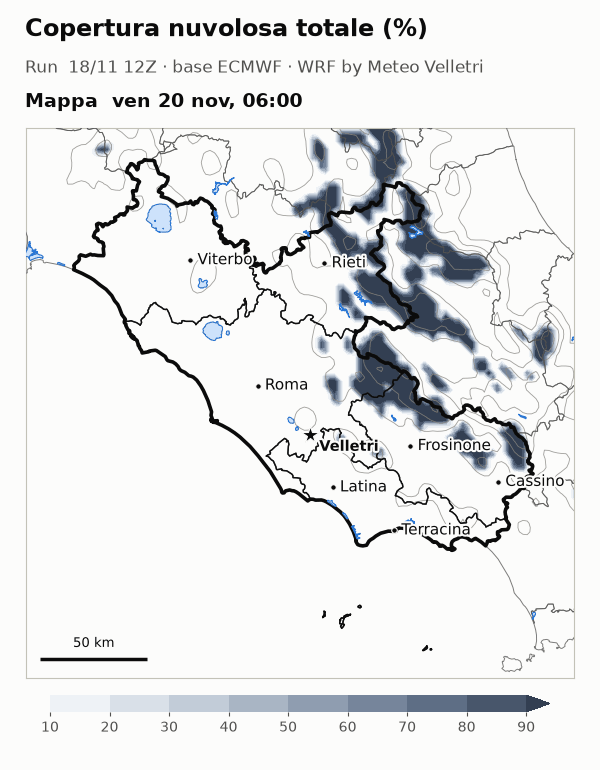 Copertura nuvolosa totale (%)
Run  18/11 12Z · base ECMWF · WRF by Meteo Velletri
Mappa  ven 20 nov, 06:00
Viterbo
Rieti
Roma
Velletri
Frosinone
Cassino
Latina
Terracina
50 km
10 20 30 40 50 60 70 80 90